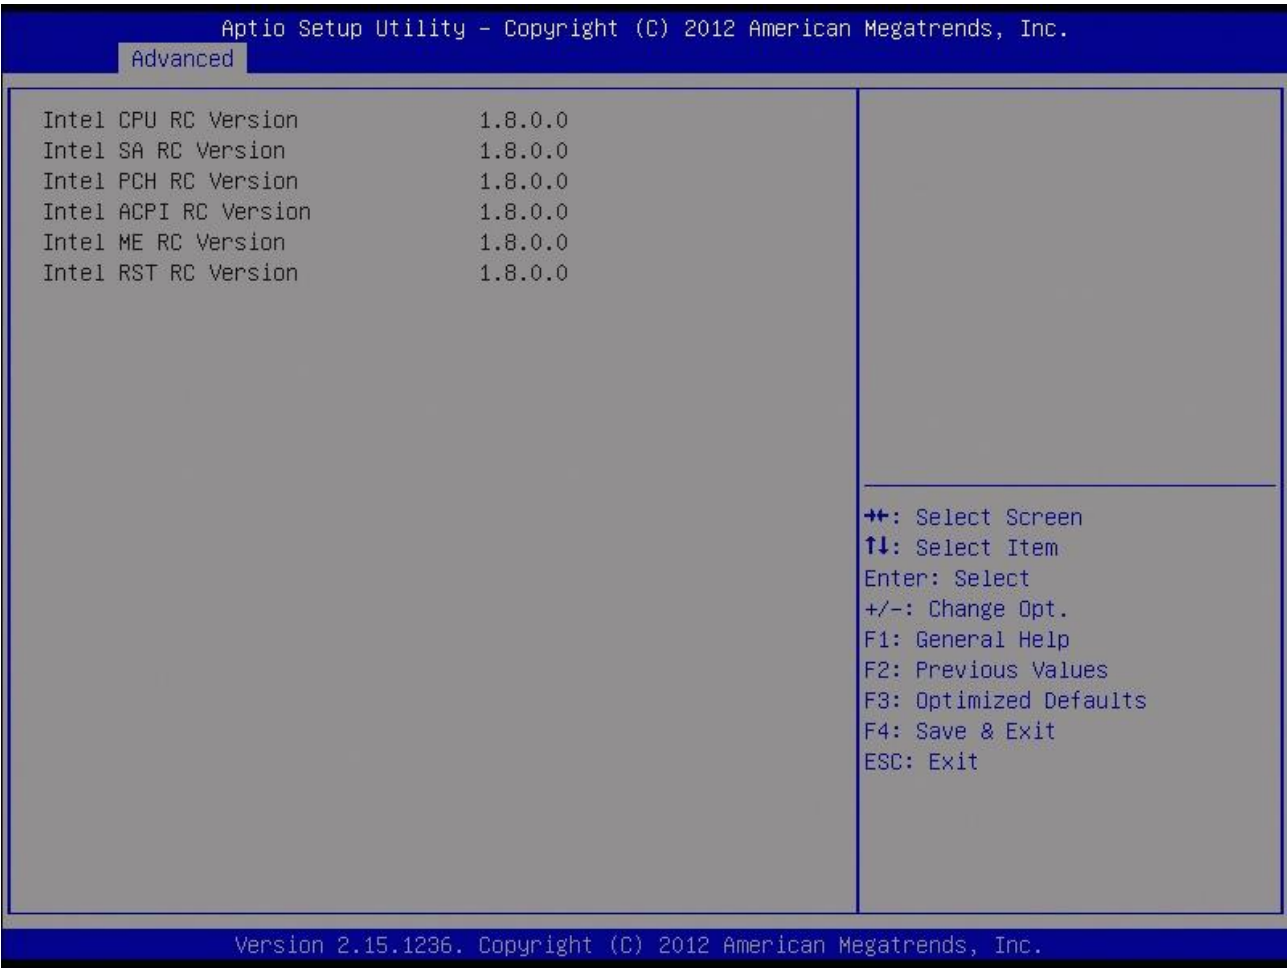 Aptio Setup Utility – Copyright (C) 2012 American Megatrends, Inc.
Advanced
Intel CPU RC Version 1.8.0.0
Intel SA RC Version 1.8.0.0
Intel PCH RC Version 1.8.0.0
Intel ACPI RC Version 1.8.0.0
Intel ME RC Version 1.8.0.0
Intel RST RC Version 1.8.0.0
→←: Select Screen
↑↓: Select Item
Enter: Select
+/-: Change Opt.
F1: General Help
F2: Previous Values
F3: Optimized Defaults
F4: Save & Exit
ESC: Exit
Version 2.15.1236. Copyright (C) 2012 American Megatrends, Inc.